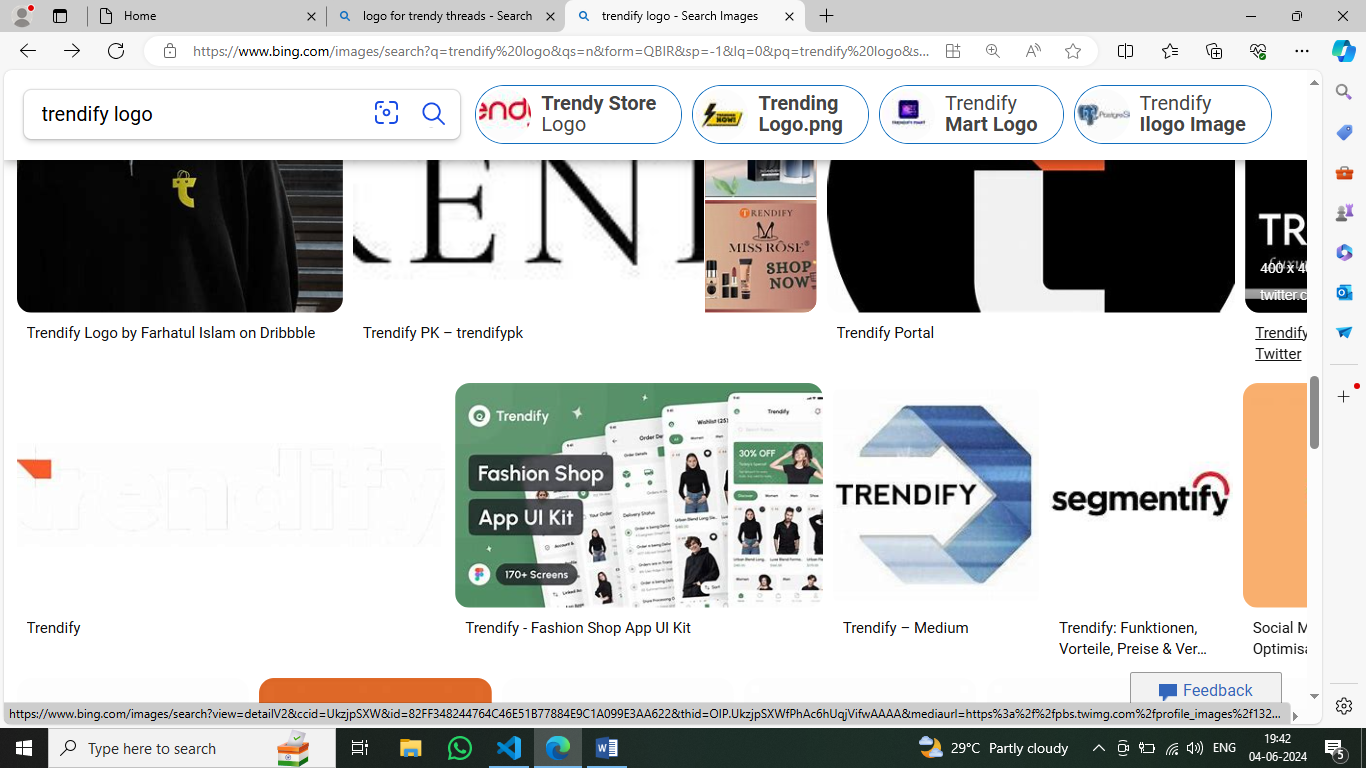 Home
logo for trendy threads - Search
trendify logo - Search Images
https://www.bing.com/images/search?q=trendify%20logo&qs=n&form=QBIR&sp=-1&lq=0&pq=trendify%20logo&s...
trendify logo
Trendy Store
Logo
Trending
Logo.png
Trendify
Mart Logo
Trendify
Ilogo Image
TRENDIFY
MISS RÔSE®
SHOP
NOW
400 x 4
twitter.c
Trendify Logo by Farhatul Islam on Dribbble
Trendify PK – trendifypk
Trendify Portal
Trendify
Twitter
trendify
Trendify
Fashion Shop
App UI Kit
170+ Screens
Trendify
30% OFF
TRENDIFY
segmentify
Trendify
Trendify - Fashion Shop App UI Kit
Trendify – Medium
Trendify: Funktionen,
Vorteile, Preise & Ver...
Social M
Optimisa
Feedback
https://www.bing.com/images/search?view=detailV2&ccid=UkzjpSXW&id=82FF348244764C46E51B77884E9C1A099E3AA622&thid=OIP.UkzjpSXWfPhAc6hUqjVifwAAAA&mediaurl=https%3a%2f%2fpbs.twimg.com%2fprofile_images%2f132...
Type here to search
29°C Partly cloudy
ENG
19:42
04-06-2024
5